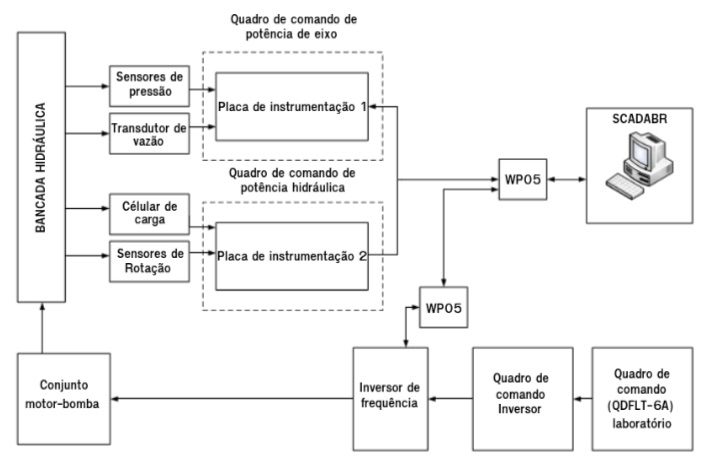 Quadro de comando de
potência de eixo
BANCADA HIDRÁULICA
Sensores de
pressão
Placa de instrumentação 1
Transdutor de
vazão
SCADABR
Quadro de comando de
potência hidráulica
WP05
Célular de
carga
Placa de instrumentação 2
Sensores de
Rotação
WP05
Conjunto
motor-bomba
Inversor de
frequência
Quadro de
comando
Inversor
Quadro de
comando
(QDFLT-6A)
laboratório